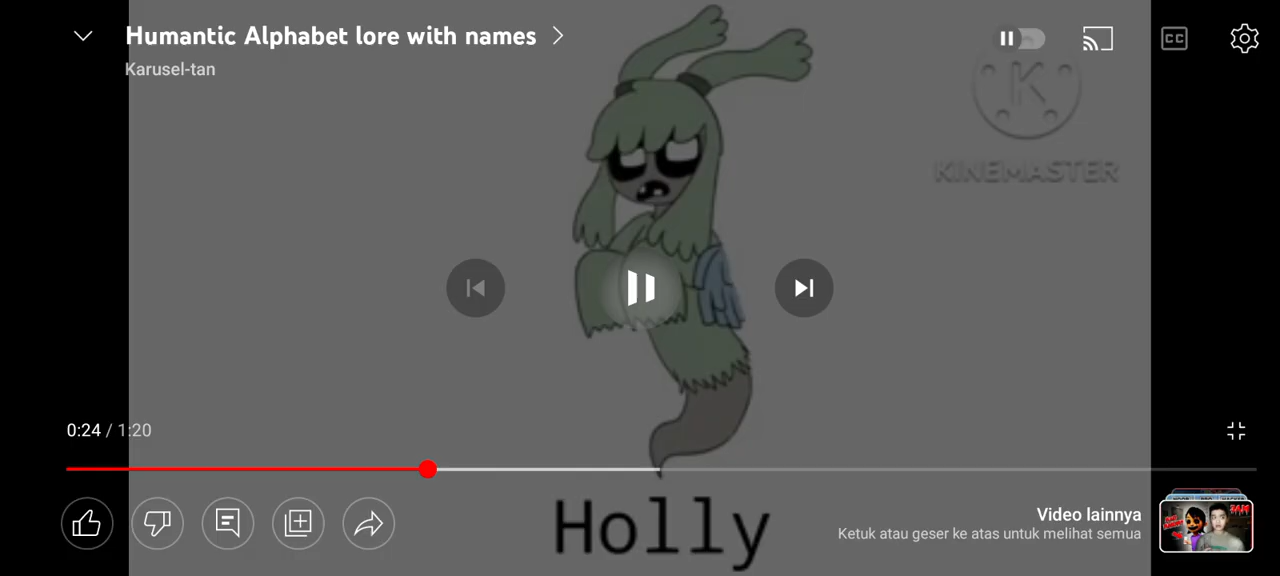 Humantic Alphabet lore with names
Karusel-tan
CC
K
KINEMASTER
0:24 / 1:20
Holly
Video lainnya
Ketuk atau geser ke atas untuk melihat semua